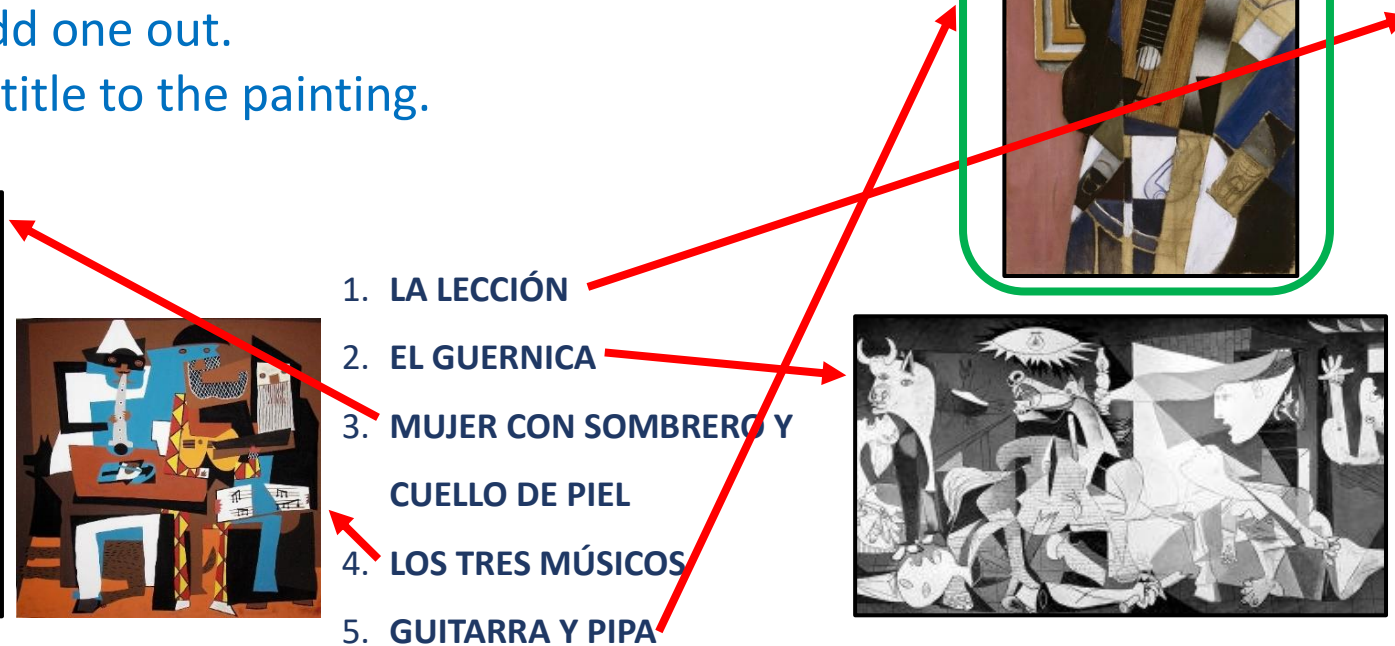 dd one out.
title to the painting.
1. LA LECCIÓN
2. EL GUERNICA
3. MUJER CON SOMBRERO Y
CUELLO DE PIEL
4. LOS TRES MÚSICOS
5. GUITARRA Y PIPA